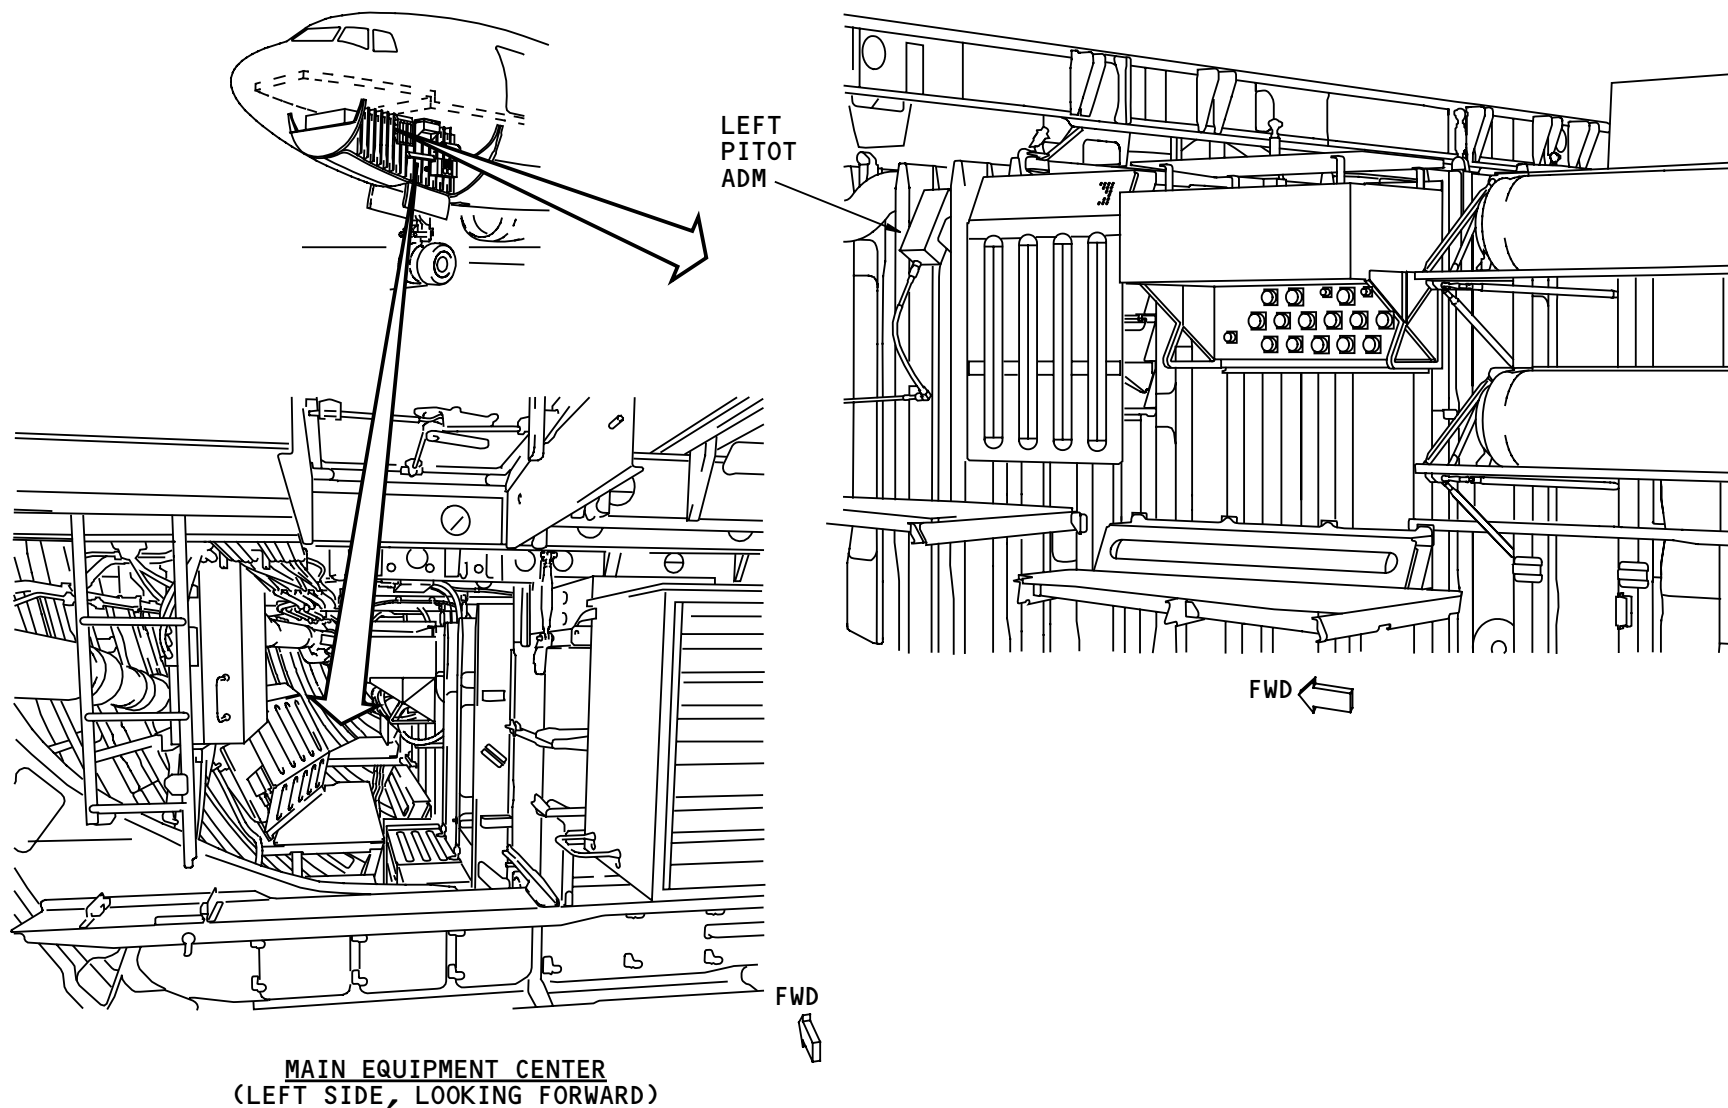 LEFT
PITOT
ADM
FWD
FWD
MAIN EQUIPMENT CENTER
(LEFT SIDE, LOOKING FORWARD)